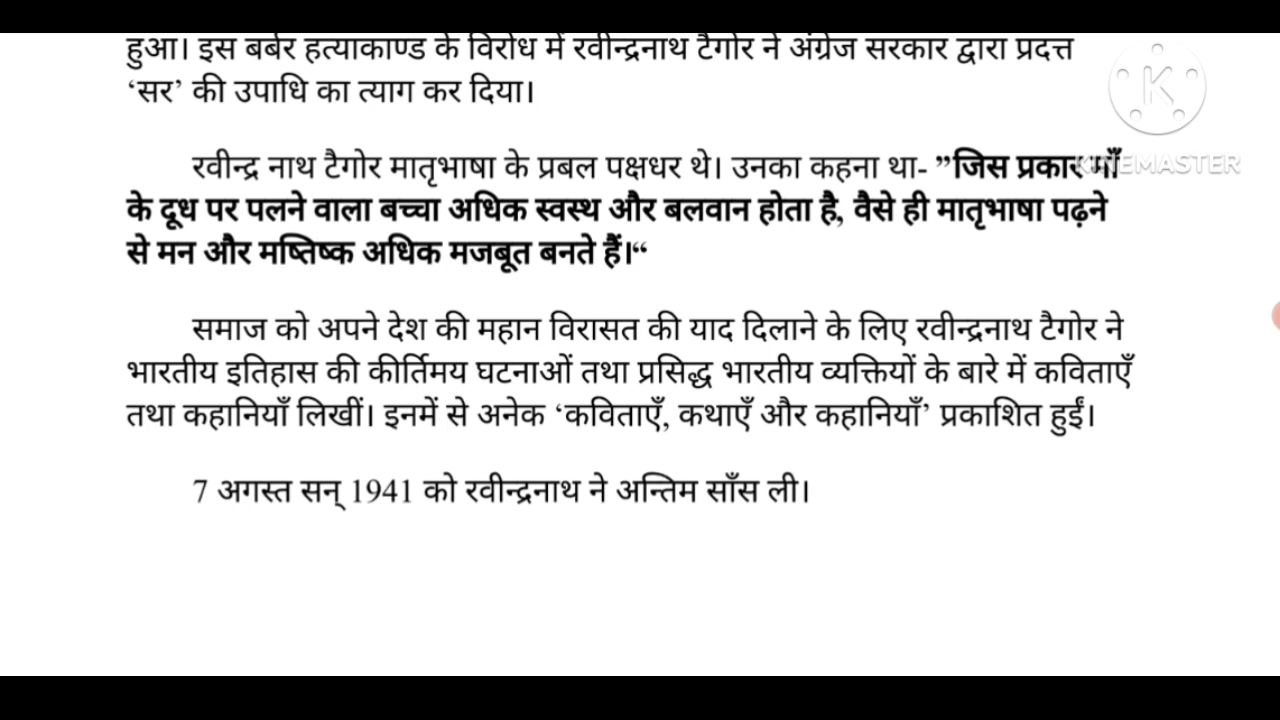 हुआ। इस बर्बर हत्याकाण्ड के विरोध में रवीन्द्रनाथ टैगोर ने अंग्रेज सरकार द्वारा प्रदत्त
‘सर’ की उपाधि का त्याग कर दिया।
रवीन्द्र नाथ टैगोर मातृभाषा के प्रबल पक्षधर थे। उनका कहना था- ”जिस प्रकार माँ
के दूध पर पलने वाला बच्चा अधिक स्वस्थ और बलवान होता है, वैसे ही मातृभाषा पढ़ने
से मन और मष्तिष्क अधिक मजबूत बनते हैं।“
समाज को अपने देश की महान विरासत की याद दिलाने के लिए रवीन्द्रनाथ टैगोर ने
भारतीय इतिहास की कीर्तिमय घटनाओं तथा प्रसिद्ध भारतीय व्यक्तियों के बारे में कविताएँ
तथा कहानियाँ लिखीं। इनमें से अनेक ‘कविताएँ, कथाएँ और कहानियाँ’ प्रकाशित हुईं।
7 अगस्त सन् 1941 को रवीन्द्रनाथ ने अन्तिम साँस ली।
K
KINEMASTER